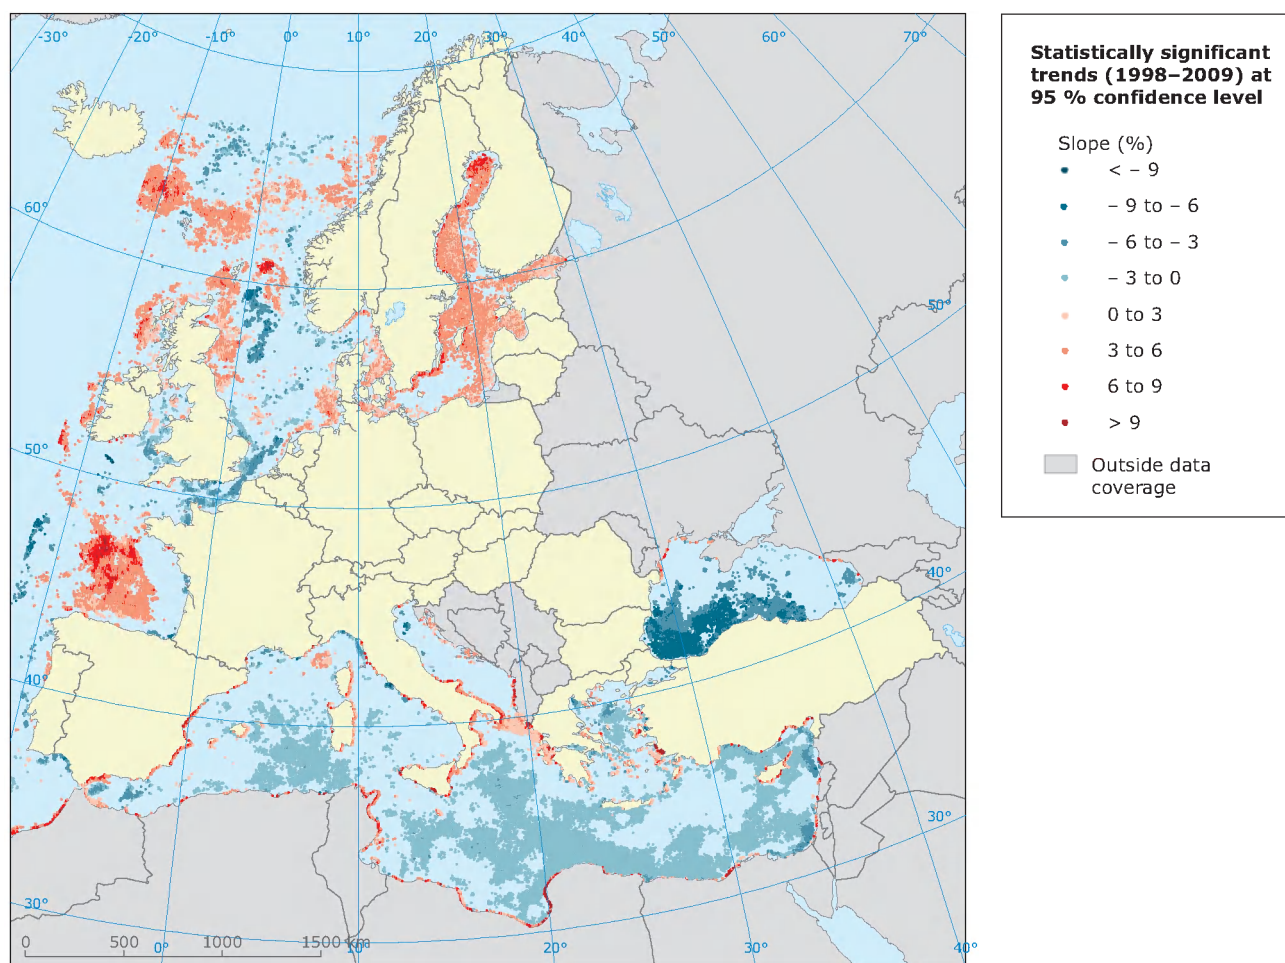 -30° -20° -10° 0° 10° 20° 30° 40° 50° 60° 70°
60°
50°
50°
40°
40°
30°
30°
0 500 1000 1500 km
0° 10° 20° 30° 40°
Statistically significant
trends (1998–2009) at
95 % confidence level
Slope (%)
< – 9
– 9 to – 6
– 6 to – 3
– 3 to 0
0 to 3
3 to 6
6 to 9
> 9
Outside data
coverage